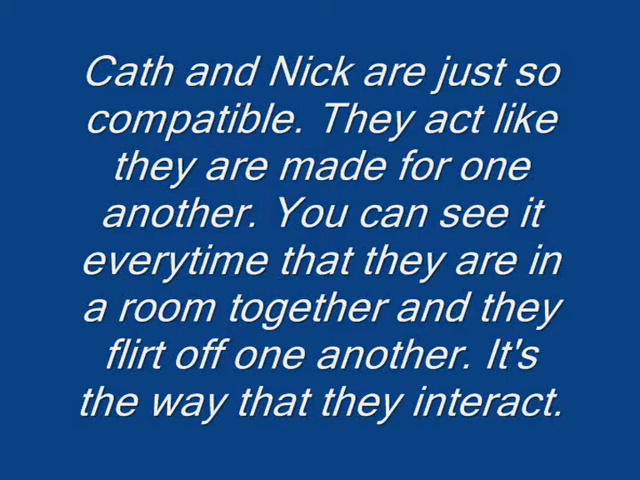 Cath and Nick are just so
compatible. They act like
they are made for one
another. You can see it
everytime that they are in
a room together and they
flirt off one another. It's
the way that they interact.